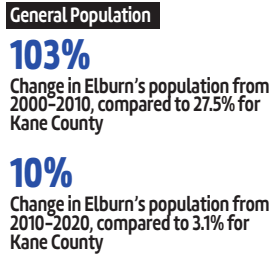 General Population
103%
Change in Elburn's population from
2000-2010, compared to 27.5% for
Kane County
10%
Change in Elburn's population from
2010-2020, compared to 3.1% for
Kane County